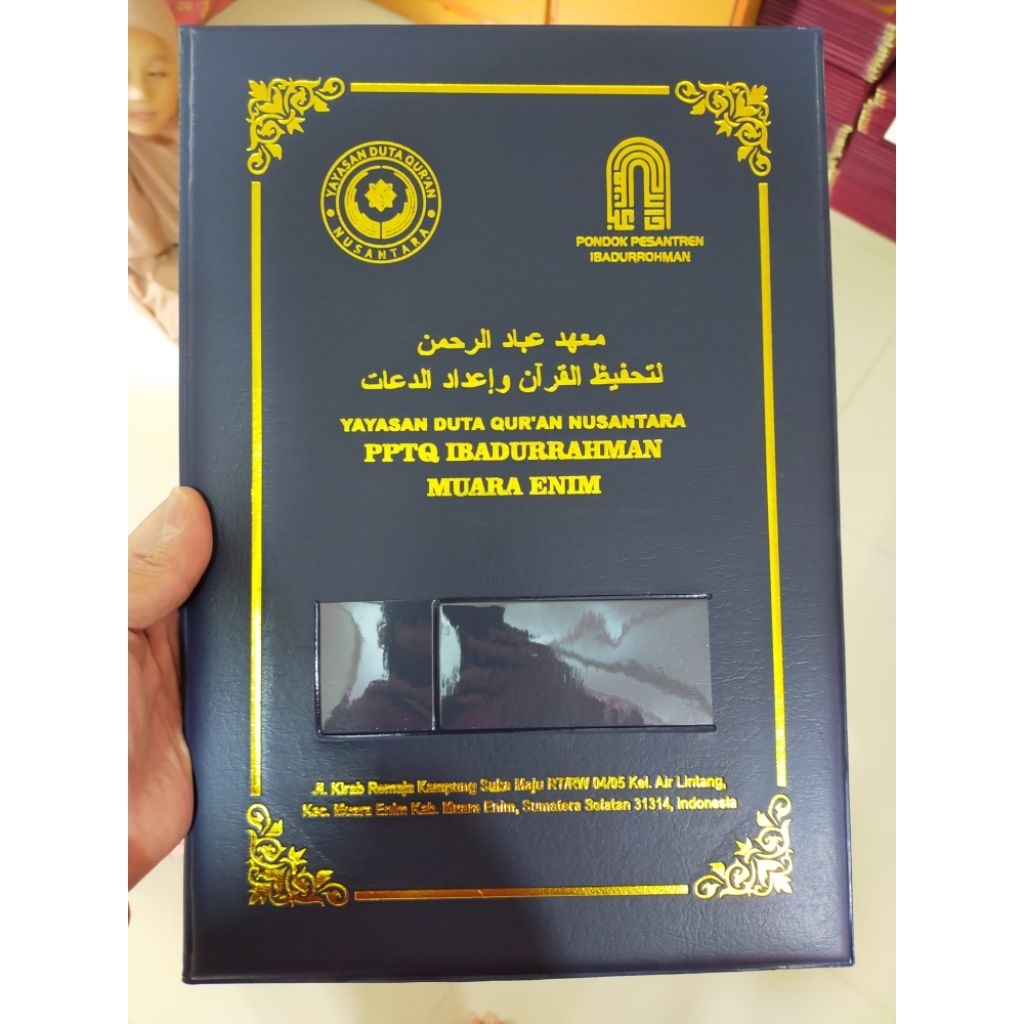 YAYASAN DUTA QUR'AN
NUSANTARA
PONDOK PESANTREN
IBADURROHMAN
معهد عباد الرحمن
لتحفيظ القرآن وإعداد الدعات
YAYASAN DUTA QUR'AN NUSANTARA
PPTQ IBADURRAHMAN
MUARA ENIM
Jl. Kirab Remaja Kampung Suka Maju RT/RW 04/05 Kel. Air Lintang,
Kec. Muara Enim Kab. Muara Enim, Sumatera Selatan 31314, Indonesia